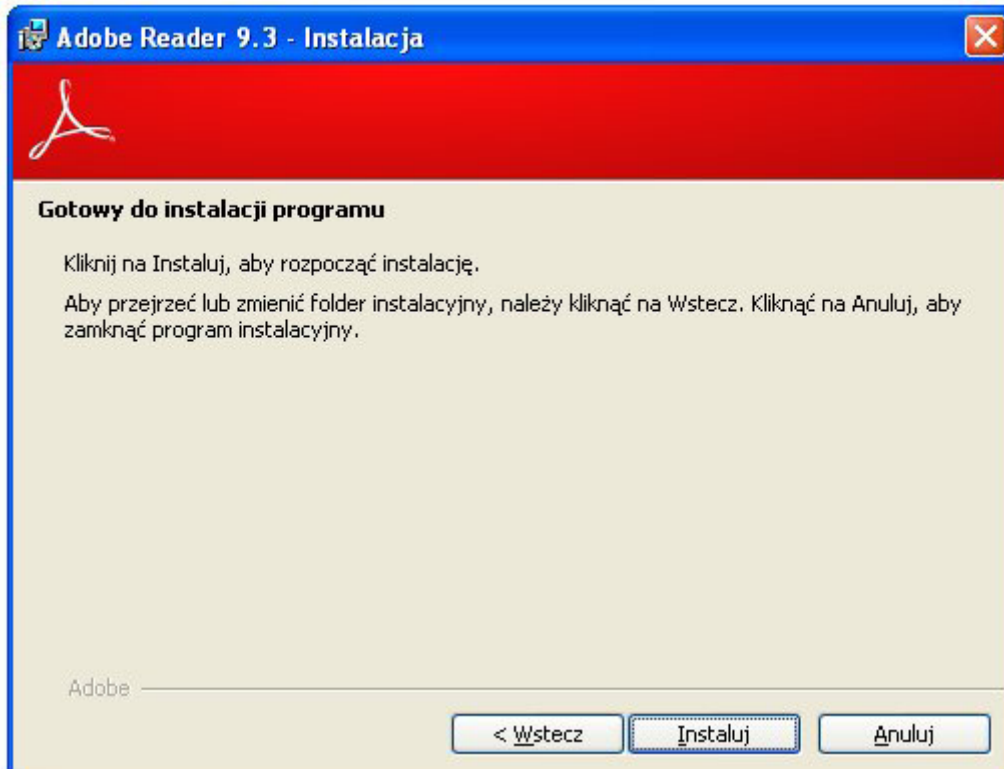 Adobe Reader 9.3 - Instalacja
Gotowy do instalacji programu
Kliknij na Instaluj, aby rozpocząć instalację.
Aby przejrzeć lub zmienić folder instalacyjny, należy kliknąć na Wstecz. Kliknąć na Anuluj, aby
zamknąć program instalacyjny.
Adobe
< Wstecz Instaluj Anuluj